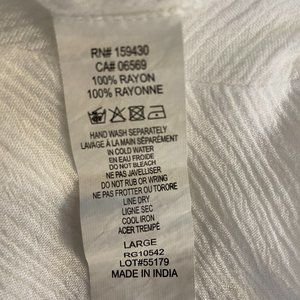 RN# 159430
CA# 06569
100% RAYON
100% RAYONNE
HAND WASH SEPARATELY
LAVAGE À LA MAIN SÉPARÉMENT
IN COLD WATER
EN EAU FROIDE
DO NOT BLEACH
NE PAS JAVELLISER
DO NOT RUB OR WRING
NE PAS FROTTER OU TORDRE
LINE DRY
LIGNE SEC
COOL IRON
ACER TREMPÉ
LARGE
RG10542
LOT#55179
MADE IN INDIA